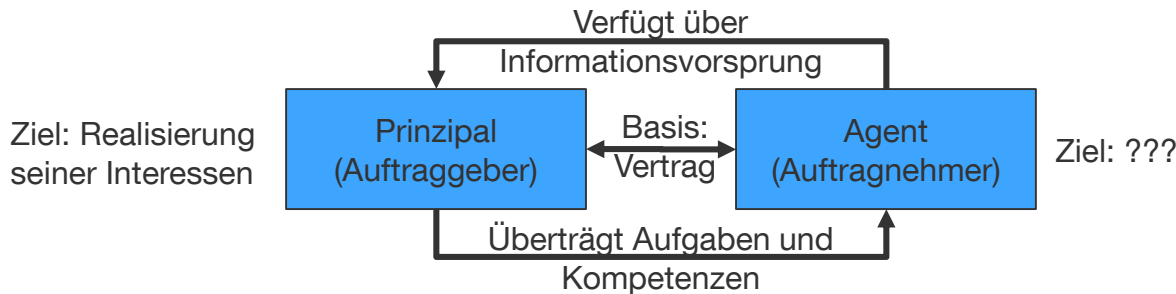 Verfügt über
Informationsvorsprung
Ziel: Realisierung
seiner Interessen
Prinzipal
(Auftraggeber)
Basis:
Vertrag
Agent
(Auftragnehmer)
Ziel: ???
Überträgt Aufgaben und
Kompetenzen